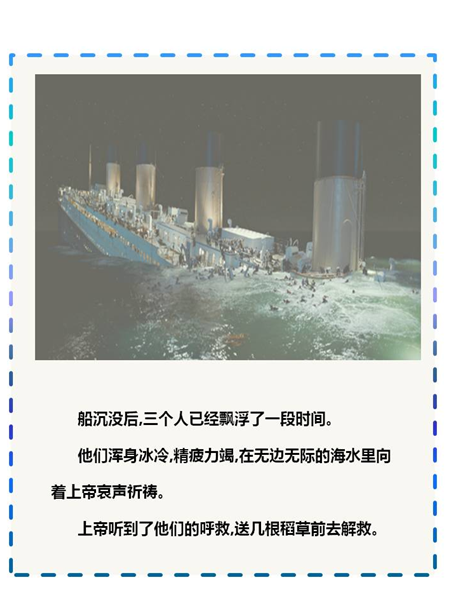 船沉没后,三个人已经飘浮了一段时间。
他们浑身冰冷,精疲力竭,在无边无际的海水里向
着上帝哀声祈祷。
上帝听到了他们的呼救,送几根稻草前去解救。